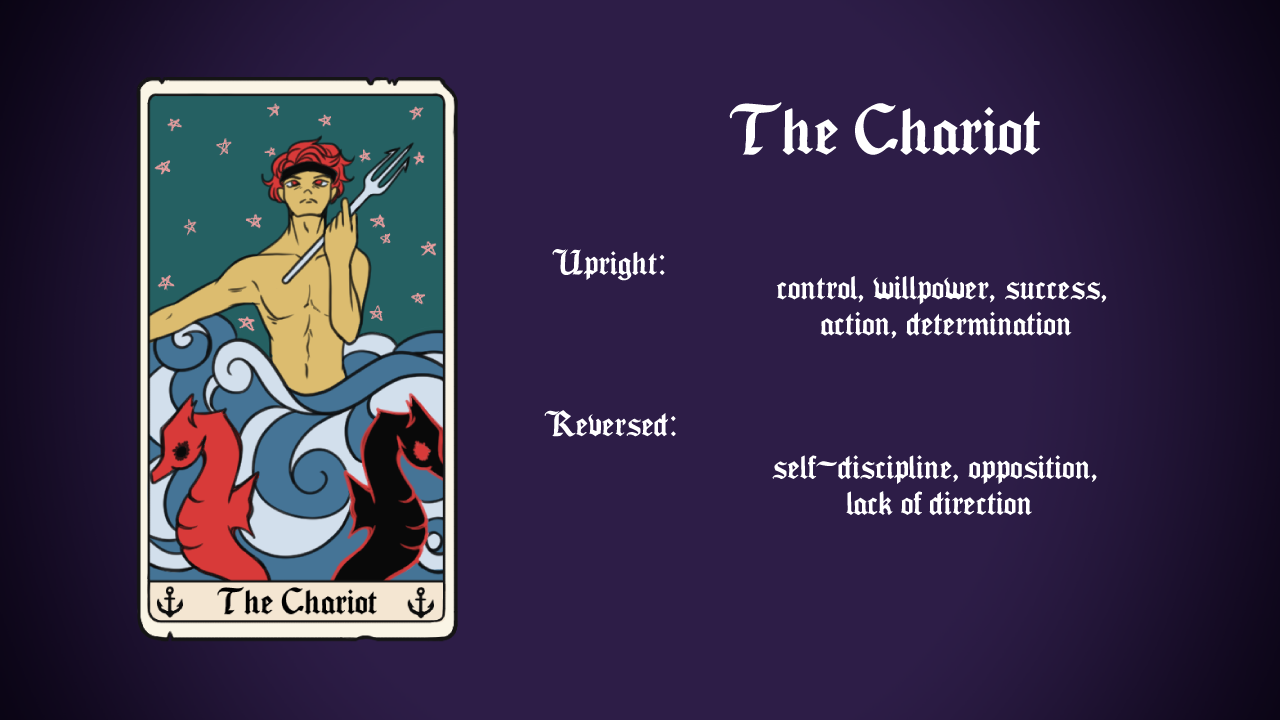 The Chariot
Upright:
control, willpower, success,
action, determination
Reversed:
self-discipline, opposition,
lack of direction
The Chariot